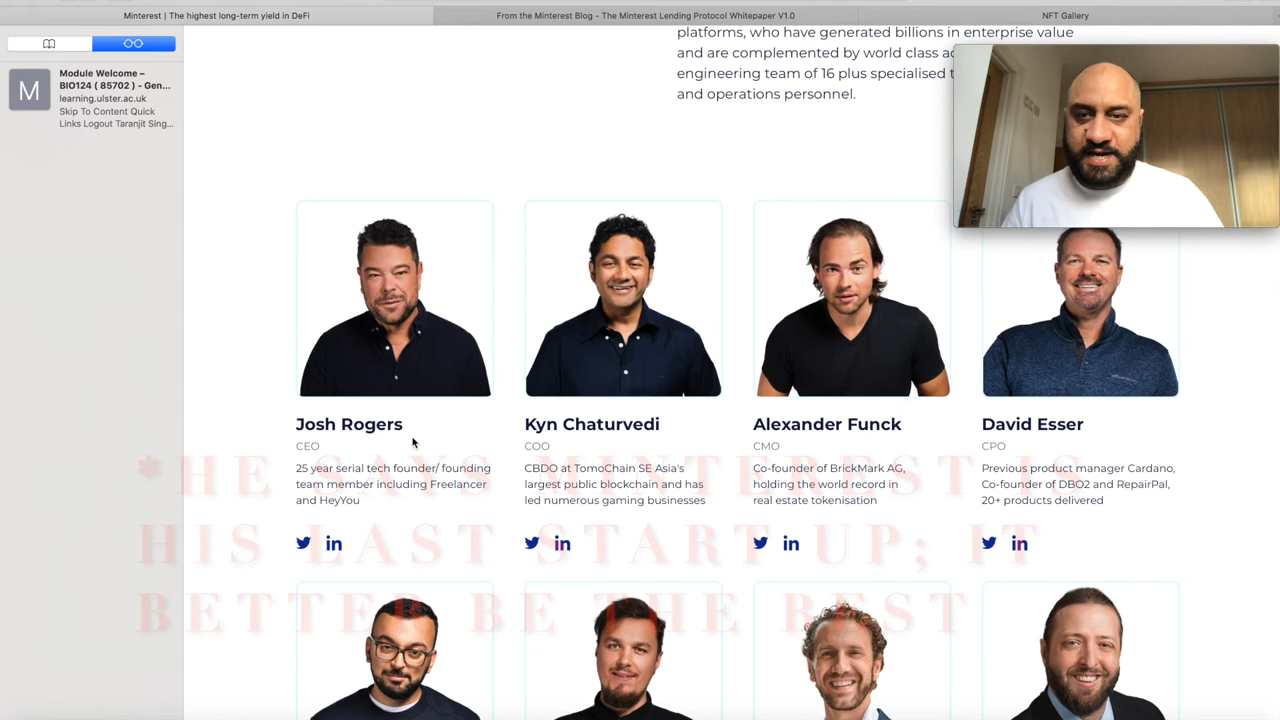 Minterest | The highest long-term yield in DeFi
From the Minterest Blog - The Minterest Lending Protocol Whitepaper V1.0
NFT Gallery
M
Module Welcome –
BIO124 ( 85702 ) - Gen...
learning.ulster.ac.uk
Skip To Content Quick
Links Logout Taranjit Sing...
platforms, who have generated billions in enterprise value
and are complemented by world class
engineering team of 16 plus specialised
and operations personnel.
Josh Rogers
CEO
25 year serial tech founder/ founding
team member including Freelancer
and HeyYou
in
Kyn Chaturvedi
COO
CBDO at TomoChain SE Asia's
largest public blockchain and has
led numerous gaming businesses
in
Alexander Funck
CMO
Co-founder of BrickMark AG,
holding the world record in
real estate tokenisation
in
David Esser
CPO
Previous product manager Cardano,
Co-founder of DBO2 and RepairPal,
20+ products delivered
in
*HE SAYS MINTEREST IS
HIS LAST START UP; IT
BETTER BE THE BEST